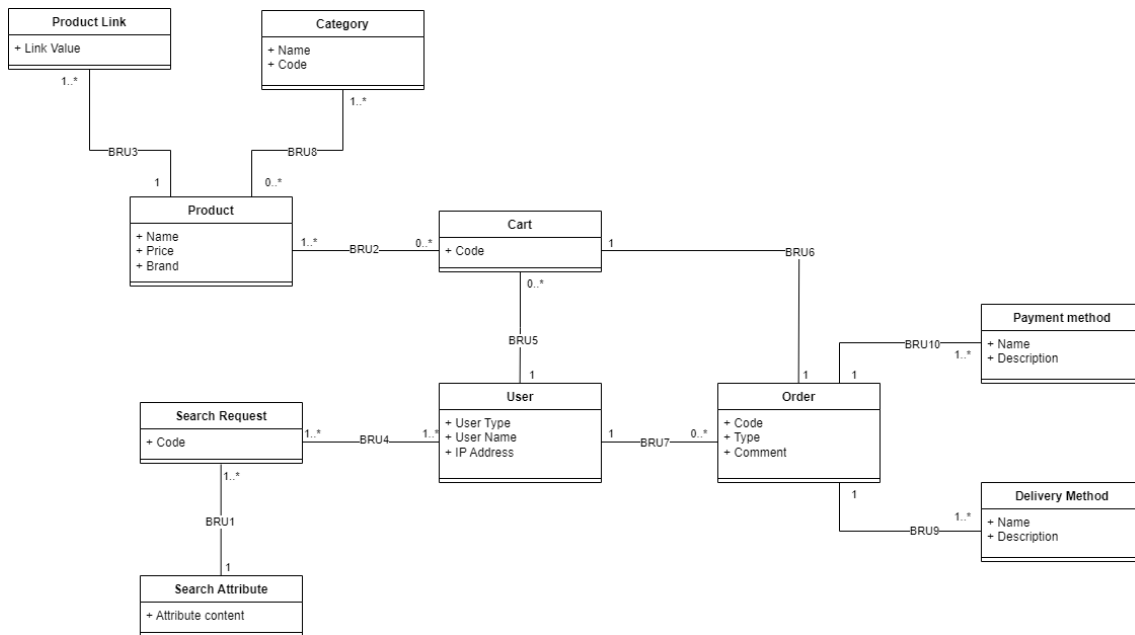 Product Link
+ Link Value
Category
+ Name
+ Code
1..*
1..*
BRU3
BRU8
1
0..*
Product
+ Name
+ Price
+ Brand
1..*
BRU2
0..*
Cart
+ Code
1
BRU6
0..*
BRU5
1
1
Payment method
+ Name
+ Description
BRU10
1..*
1
Search Request
+ Code
1..*
BRU4
1..*
User
+ User Type
+ User Name
+ IP Address
1
BRU7
0..*
Order
+ Code
+ Type
+ Comment
1..*
BRU1
1
1
BRU9
1..*
Delivery Method
+ Name
+ Description
Search Attribute
+ Attribute content